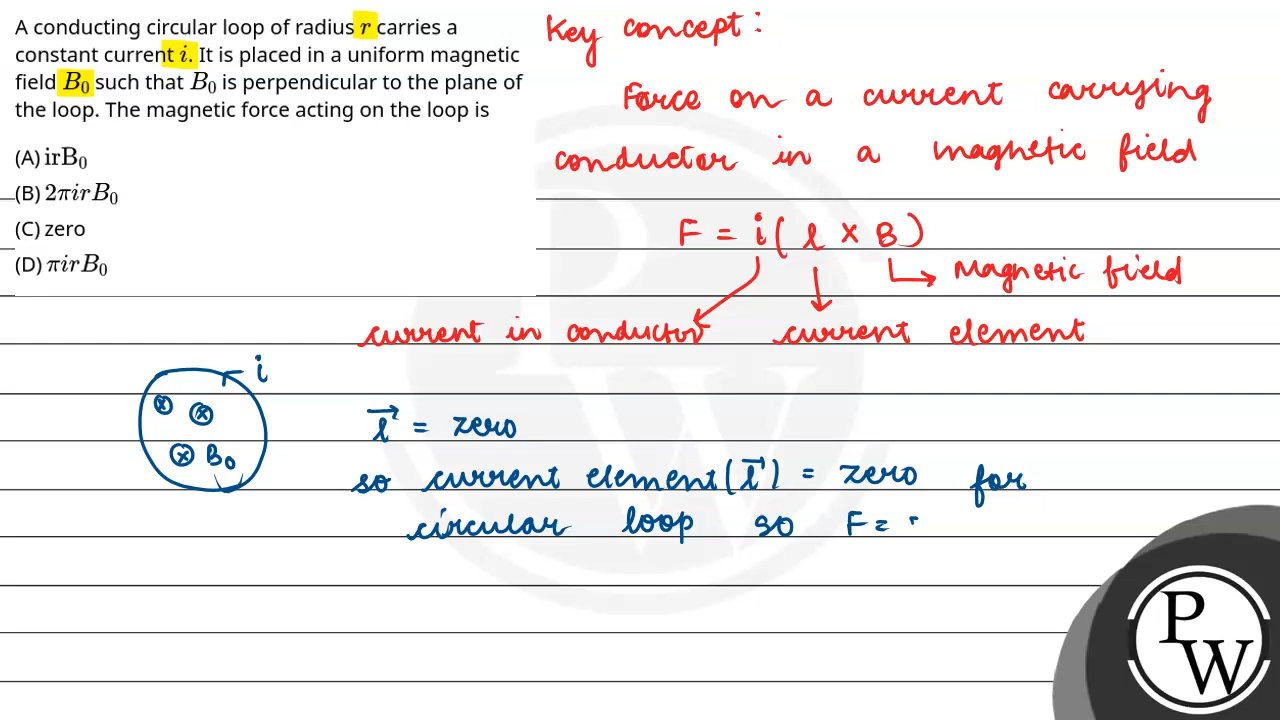 A conducting circular loop of radius r carries a
constant current i. It is placed in a uniform magnetic
field B₀ such that B₀ is perpendicular to the plane of
the loop. The magnetic force acting on the loop is
(A) irB₀
(B) 2πirB₀
(C) zero
(D) πirB₀
Key concept:
Force on a current carrying
conductor in a magnetic field
F = i( l × B)
Magnetic field
current in conductor current element
i
B₀
l⃗ = zero
so current element (l⃗) = zero for
circular loop so F =
P
W